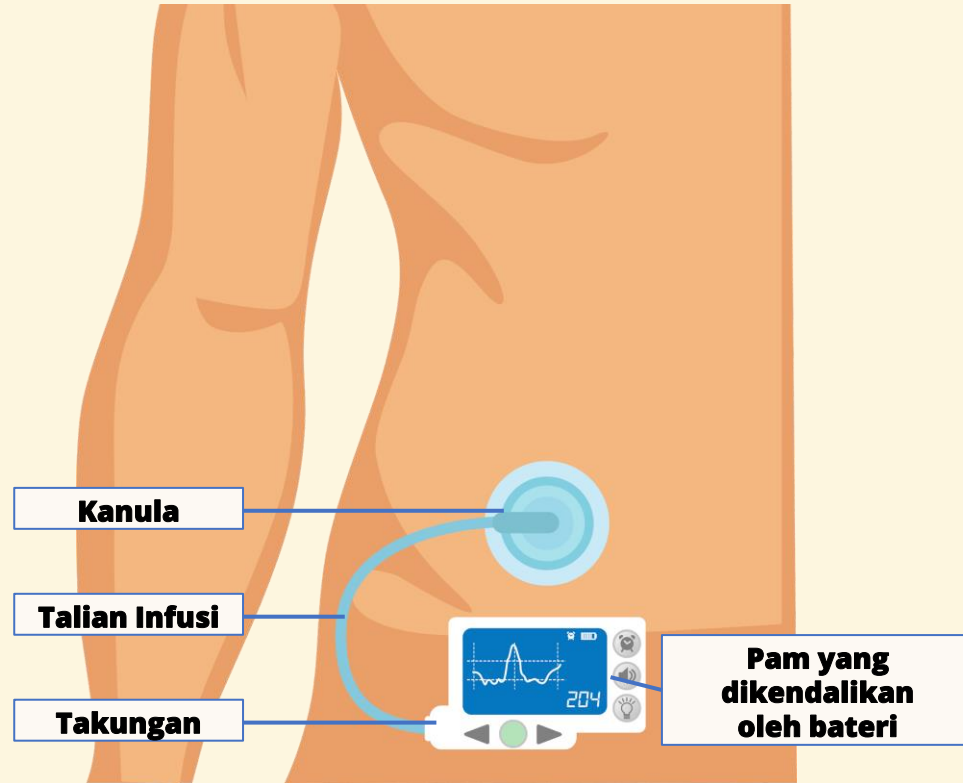 Kanula
Talian Infusi
204
Takungan
Pam yang
dikendalikan
oleh bateri